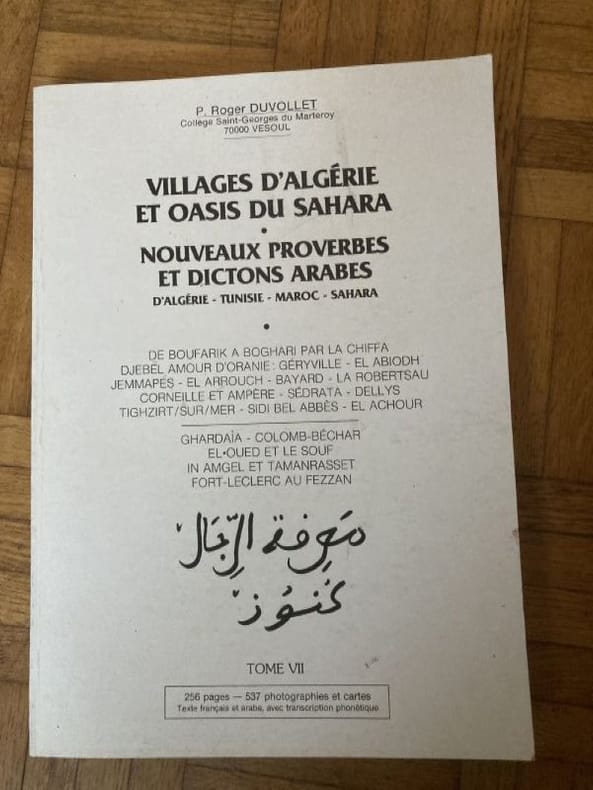 P. Roger DUVOLLET
Collège Saint-Georges du Marteroy
70000 VESOUL
VILLAGES D'ALGÉRIE
ET OASIS DU SAHARA
•
NOUVEAUX PROVERBES
ET DICTONS ARABES
D'ALGÉRIE - TUNISIE - MAROC - SAHARA
•
DE BOUFARIK A BOGHARI PAR LA CHIFFA
DJEBEL AMOUR D'ORANIE : GÉRYVILLE - EL ABIODH
JEMMAPES - EL ARROUCH - BAYARD - LA ROBERTSAU
CORNEILLE ET AMPÈRE - SÉDRATA - DELLYS
TIGHZIRT/SUR/MER - SIDI BEL ABBÈS - EL ACHOUR
GHARDAÏA - COLOMB-BÉCHAR
EL•OUED ET LE SOUF
IN AMGEL ET TAMANRASSET
FORT-LECLERC AU FEZZAN
مَعرفة الرِّجَال
كُنُوز
TOME VII
256 pages — 537 photographies et cartes
Texte français et arabe, avec transcription phonétique